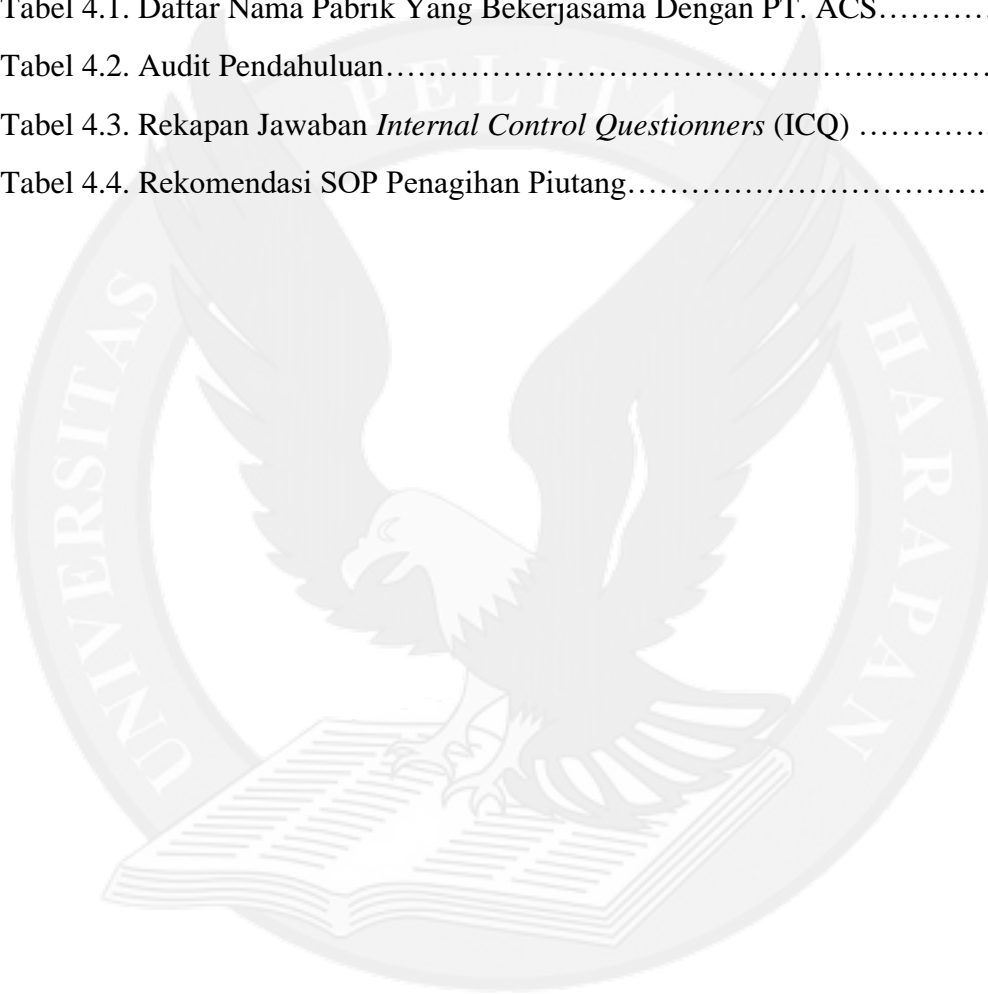 Tabel 4.1. Daftar Nama Pabrik Yang Bekerjasama Dengan PT. ACS…………
Tabel 4.2. Audit Pendahuluan……………………………………………………
Tabel 4.3. Rekapan Jawaban Internal Control Questionners (ICQ) …………
Tabel 4.4. Rekomendasi SOP Penagihan Piutang…………………………….
UNIVERSITAS PELITA HARAPAN